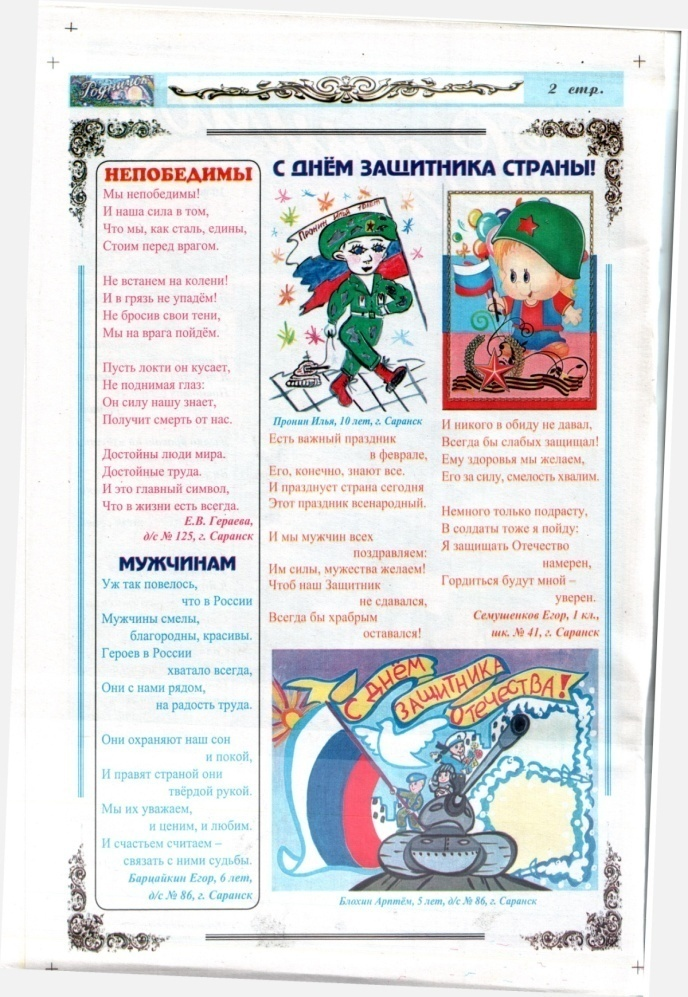 Родничок
2 стр.
НЕПОБЕДИМЫ
Мы непобедимы!
И наша сила в том,
Что мы, как сталь, едины,
Стоим перед врагом.
Не встанем на колени!
И в грязь не упадём!
Не бросив свои тени,
Мы на врага пойдём.
Пусть локти он кусает,
Не поднимая глаз:
Он силу нашу знает,
Получит смерть от нас.
Достойны люди мира.
Достойные труда.
И это главный символ,
Что в жизни есть всегда.
Е.В. Гераева,
д/с № 125, г. Саранск
МУЖЧИНАМ
Уж так повелось,
что в России
Мужчины смелы,
благородны, красивы.
Героев в России
хватало всегда,
Они с нами рядом,
на радость труда.
Они охраняют наш сон
и покой,
И правят страной они
твёрдой рукой.
Мы их уважаем,
и ценим, и любим.
И счастьем считаем –
связать с ними судьбы.
Барцайкин Егор, 6 лет,
д/с № 86, г. Саранск
С ДНЁМ ЗАЩИТНИКА СТРАНЫ!
Пронин Илья 10лет
Пронин Илья, 10 лет, г. Саранск
Есть важный праздник
в феврале,
Его, конечно, знают все.
И празднует страна сегодня
Этот праздник всенародный.
И мы мужчин всех
поздравляем:
Им силы, мужества желаем!
Чтоб наш Защитник
не сдавался,
Всегда бы храбрым
оставался!
И никого в обиду не давал,
Всегда бы слабых защищал!
Ему здоровья мы желаем,
Его за силу, смелость хвалим.
Немного только подрасту,
В солдаты тоже я пойду:
Я защищать Отечество
намерен,
Гордиться будут мной –
уверен.
Семушенков Егор, 1 кл.,
шк. № 41, г. Саранск
С ДНЁМ
ЗАЩИТНИКА
ОТЕЧЕСТВА!
Блохин Арптём, 5 лет, д/с № 86, г. Саранск